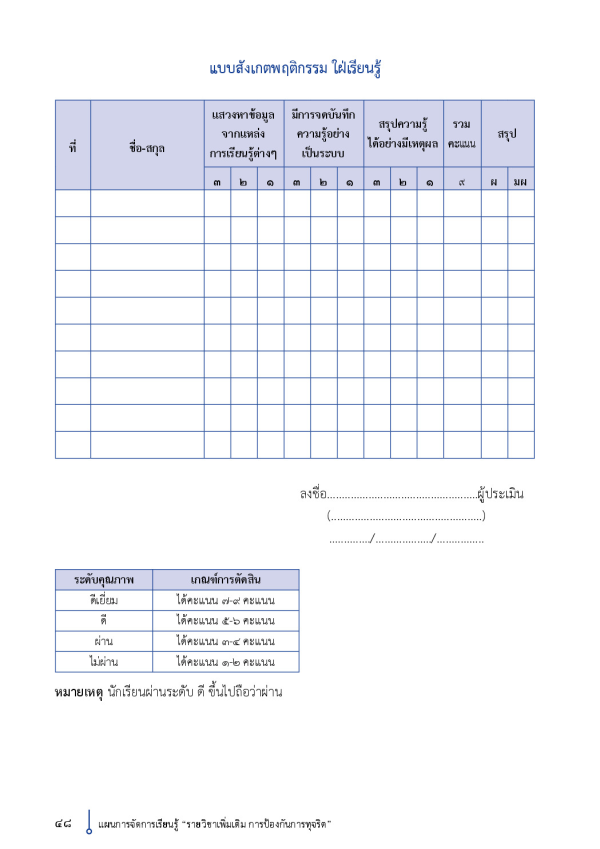 แบบสังเกตพฤติกรรม ใฝ่เรียนรู้
ที่
ชื่อ-สกุล
แสวงหาข้อมูล
จากแหล่ง
การเรียนรู้ต่างๆ
มีการจดบันทึก
ความรู้อย่าง
เป็นระบบ
สรุปความรู้
ได้อย่างมีเหตุผล
รวม
คะแนน
สรุป
๓ ๒ ๑ ๓ ๒ ๑ ๓ ๒ ๑ ๙ ผ มผ
ลงชื่อ...................................................ผู้ประเมิน
(...................................................)
............../.................../................
ระดับคุณภาพ เกณฑ์การตัดสิน
ดีเยี่ยม ได้คะแนน ๗-๙ คะแนน
ดี ได้คะแนน ๕-๖ คะแนน
ผ่าน ได้คะแนน ๓-๔ คะแนน
ไม่ผ่าน ได้คะแนน ๑-๒ คะแนน
หมายเหตุ นักเรียนผ่านระดับ ดี ขึ้นไปถือว่าผ่าน
๔๘ แผนการจัดการเรียนรู้ “รายวิชาเพิ่มเติม การป้องกันการทุจริต”